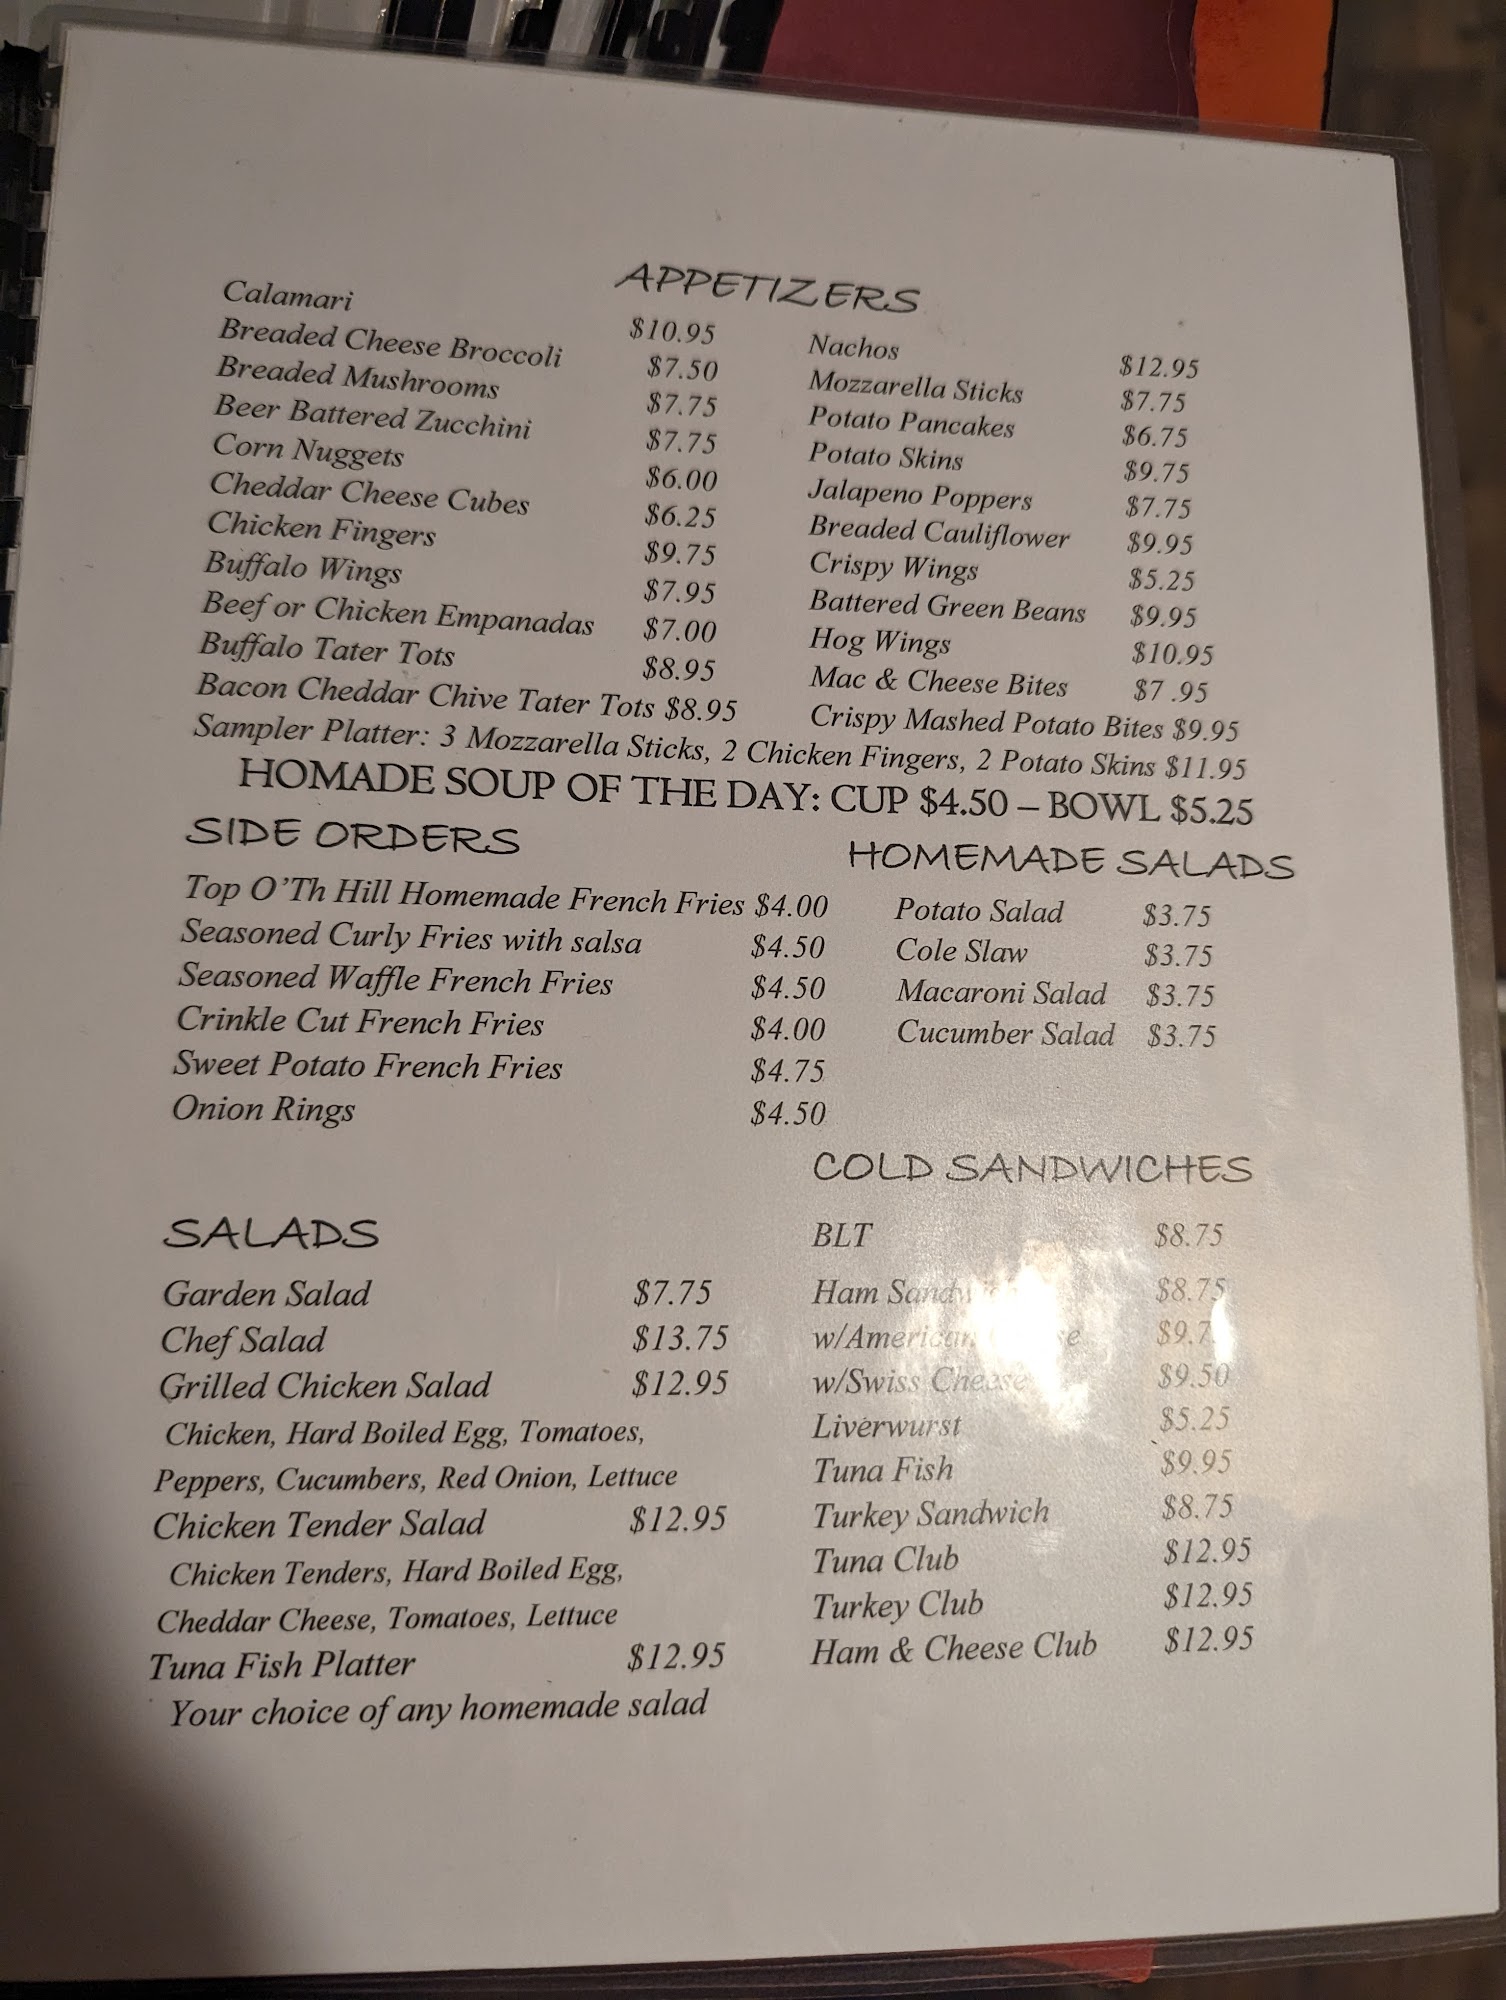 APPETIZERS
Calamari $10.95
Breaded Cheese Broccoli $7.50
Breaded Mushrooms $7.75
Beer Battered Zucchini $7.75
Corn Nuggets $6.00
Cheddar Cheese Cubes $6.25
Chicken Fingers $9.75
Buffalo Wings $7.95
Beef or Chicken Empanadas $7.00
Buffalo Tater Tots $8.95
Bacon Cheddar Chive Tater Tots $8.95
Nachos $12.95
Mozzarella Sticks $7.75
Potato Pancakes $6.75
Potato Skins $9.75
Jalapeno Poppers $7.75
Breaded Cauliflower $9.95
Crispy Wings $5.25
Battered Green Beans $9.95
Hog Wings $10.95
Mac & Cheese Bites $7 .95
Crispy Mashed Potato Bites $9.95
Sampler Platter: 3 Mozzarella Sticks, 2 Chicken Fingers, 2 Potato Skins $11.95
HOMADE SOUP OF THE DAY: CUP $4.50 – BOWL $5.25
SIDE ORDERS
Top O'Th Hill Homemade French Fries $4.00
Seasoned Curly Fries with salsa $4.50
Seasoned Waffle French Fries $4.50
Crinkle Cut French Fries $4.00
Sweet Potato French Fries $4.75
Onion Rings $4.50
HOMEMADE SALADS
Potato Salad $3.75
Cole Slaw $3.75
Macaroni Salad $3.75
Cucumber Salad $3.75
SALADS
Garden Salad $7.75
Chef Salad $13.75
Grilled Chicken Salad $12.95
Chicken, Hard Boiled Egg, Tomatoes,
Peppers, Cucumbers, Red Onion, Lettuce
Chicken Tender Salad $12.95
Chicken Tenders, Hard Boiled Egg,
Cheddar Cheese, Tomatoes, Lettuce
Tuna Fish Platter $12.95
Your choice of any homemade salad
COLD SANDWICHES
BLT $8.75
Ham Sandwich $8.75
w/American
w/Swiss Cheese $9.50
Liverwurst $5.25
Tuna Fish $9.95
Turkey Sandwich $8.75
Tuna Club $12.95
Turkey Club $12.95
Ham & Cheese Club $12.95